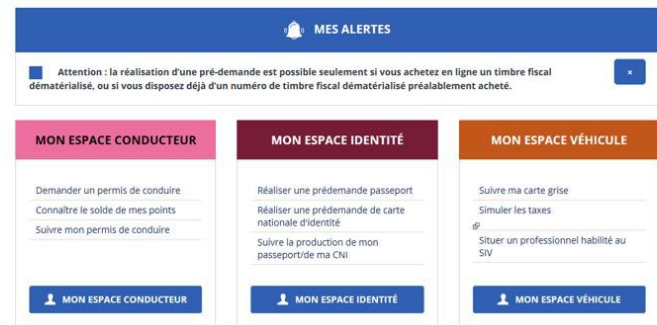 MES ALERTES
Attention : la réalisation d'une pré-demande est possible seulement si vous achetez en ligne un timbre fiscal
dématérialisé, ou si vous disposez déjà d'un numéro de timbre fiscal dématérialisé préalablement acheté.
×
MON ESPACE CONDUCTEUR
Demander un permis de conduire
Connaître le solde de mes points
Suivre mon permis de conduire
MON ESPACE CONDUCTEUR
MON ESPACE IDENTITÉ
Réaliser une prédemande passeport
Réaliser une prédemande de carte
nationale d'identité
Suivre la production de mon
passeport/de ma CNI
MON ESPACE IDENTITÉ
MON ESPACE VÉHICULE
Suivre ma carte grise
Simuler les taxes
Situer un professionnel habilité au
SIV
MON ESPACE VÉHICULE